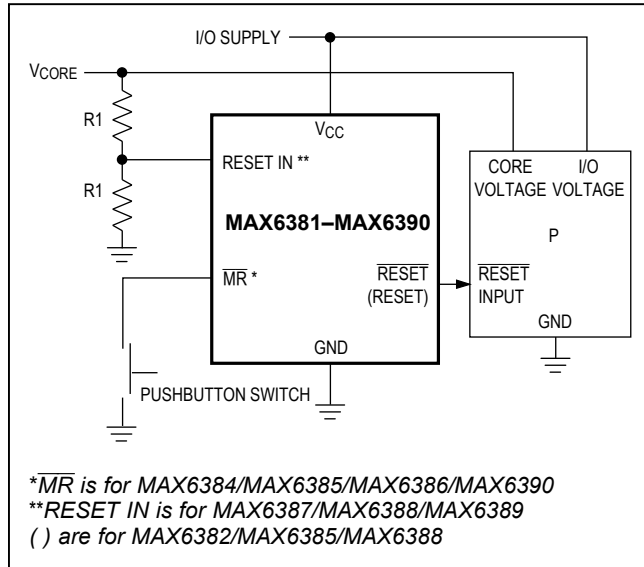 I/O SUPPLY
VCORE
R1
VCC
RESET IN **
CORE VOLTAGE
I/O VOLTAGE
R1
MAX6381–MAX6390
P
MR *
RESET
(RESET)
RESET
INPUT
GND
GND
PUSHBUTTON SWITCH
*MR is for MAX6384/MAX6385/MAX6386/MAX6390
**RESET IN is for MAX6387/MAX6388/MAX6389
( ) are for MAX6382/MAX6385/MAX6388